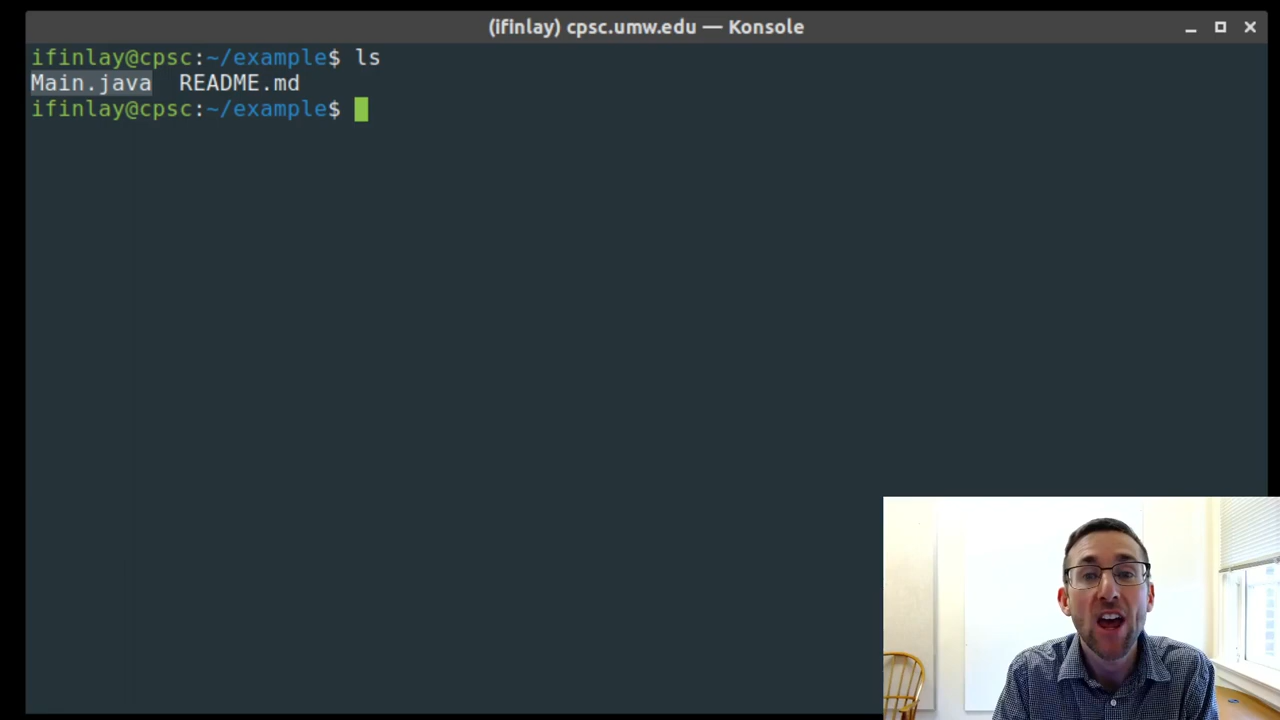 (ifinlay) cpsc.umw.edu — Konsole
ifinlay@cpsc:~/example$ ls
Main.java  README.md
ifinlay@cpsc:~/example$